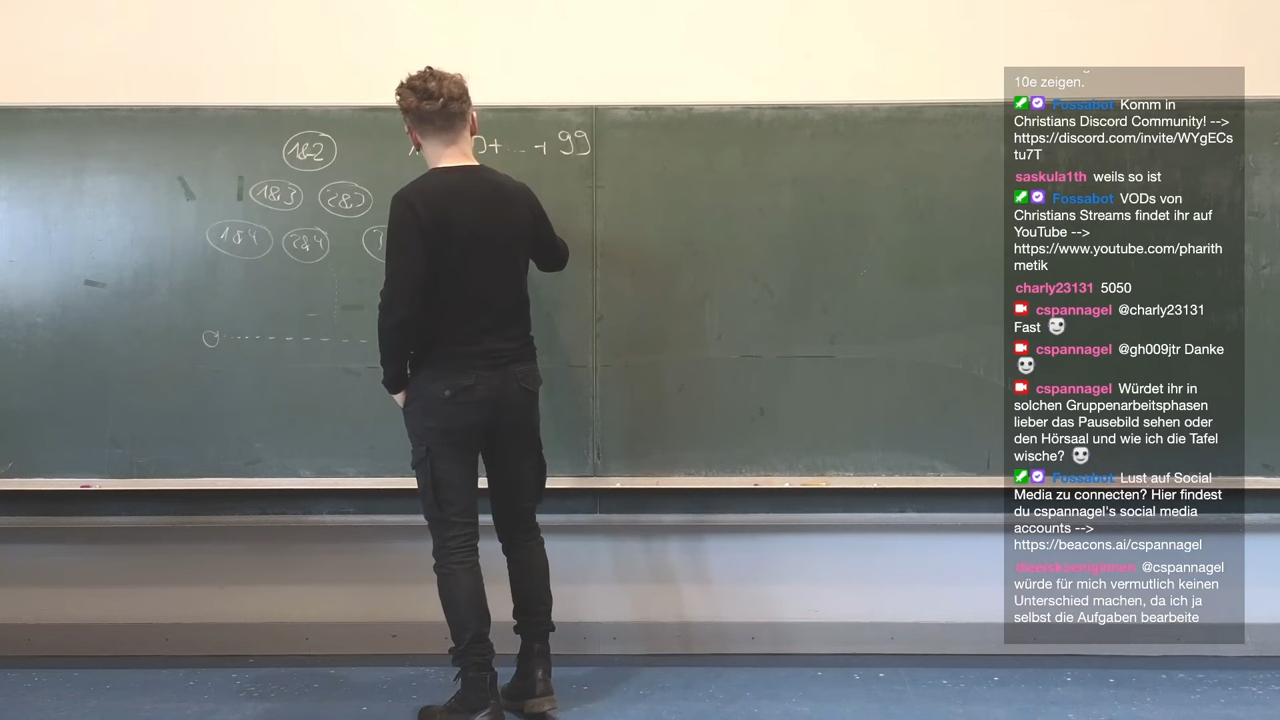 1&2
+ ... + 99
1&3 2&3
1&4 2&4
10e zeigen.
Fossabot Komm in
Christians Discord Community! -->
https://discord.com/invite/WYgECs
tu7T
saskula1th weils so ist
Fossabot VODs von
Christians Streams findet ihr auf
YouTube -->
https://www.youtube.com/pharith
metik
charly23131 5050
cspannagel @charly23131
Fast
cspannagel @gh009jtr Danke
cspannagel Würdet ihr in
solchen Gruppenarbeitsphasen
lieber das Pausebild sehen oder
den Hörsaal und wie ich die Tafel
wische?
Fossabot Lust auf Social
Media zu connecten? Hier findest
du cspannagel's social media
accounts -->
https://beacons.ai/cspannagel
@cspannagel
würde für mich vermutlich keinen
Unterschied machen, da ich ja
selbst die Aufgaben bearbeite